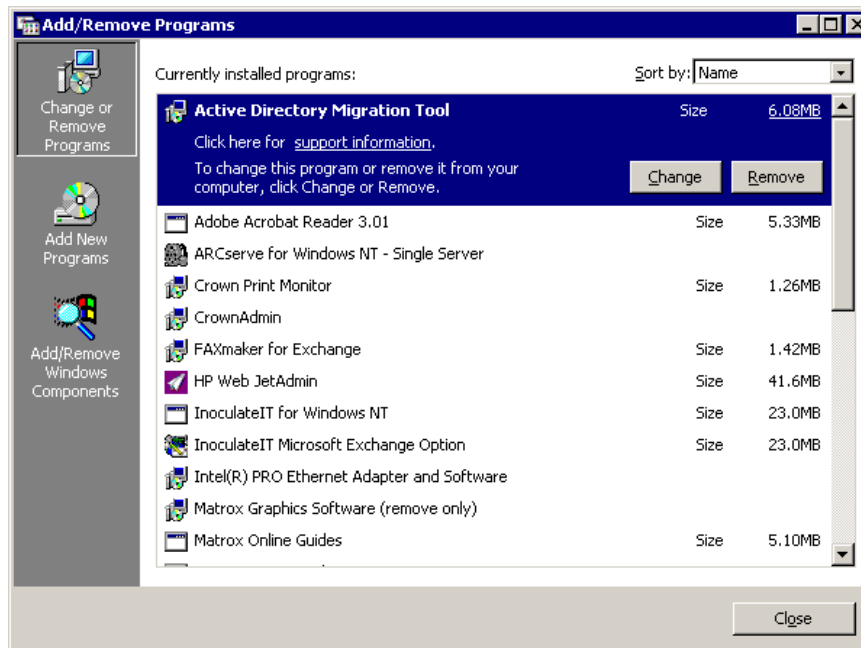 Add/Remove Programs
Change or
Remove
Programs
Add New
Programs
Add/Remove
Windows
Components
Currently installed programs:
Sort by: Name
Active Directory Migration Tool Size 6.08MB
Click here for support information.
To change this program or remove it from your
computer, click Change or Remove.
Change Remove
Adobe Acrobat Reader 3.01 Size 5.33MB
ARCserve for Windows NT - Single Server
Crown Print Monitor Size 1.26MB
CrownAdmin
FAXmaker for Exchange Size 1.42MB
HP Web JetAdmin Size 41.6MB
InoculateIT for Windows NT Size 23.0MB
InoculateIT Microsoft Exchange Option Size 23.0MB
Intel(R) PRO Ethernet Adapter and Software
Matrox Graphics Software (remove only)
Matrox Online Guides Size 5.10MB
Close